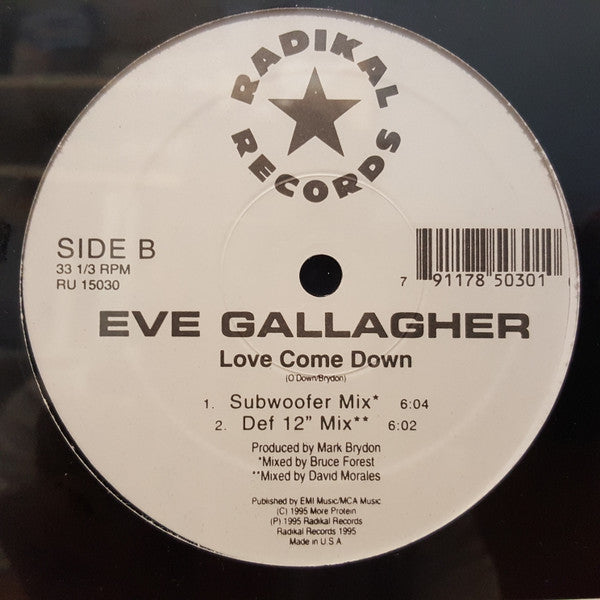 RADIKAL
RECORDS
SIDE B
33 1/3 RPM
RU 15030
7 91178 50301
EVE GALLAGHER
Love Come Down
(O'Down/Brydon)
1. Subwoofer Mix* 6:04
2. Def 12" Mix** 6:02
Produced by Mark Brydon
*Mixed by Bruce Forest
**Mixed by David Morales
Published by EMI Music/MCA Music
(C) 1995 More Protein
(P) 1995 Radikal Records
Radikal Records 1995
Made in U.S.A